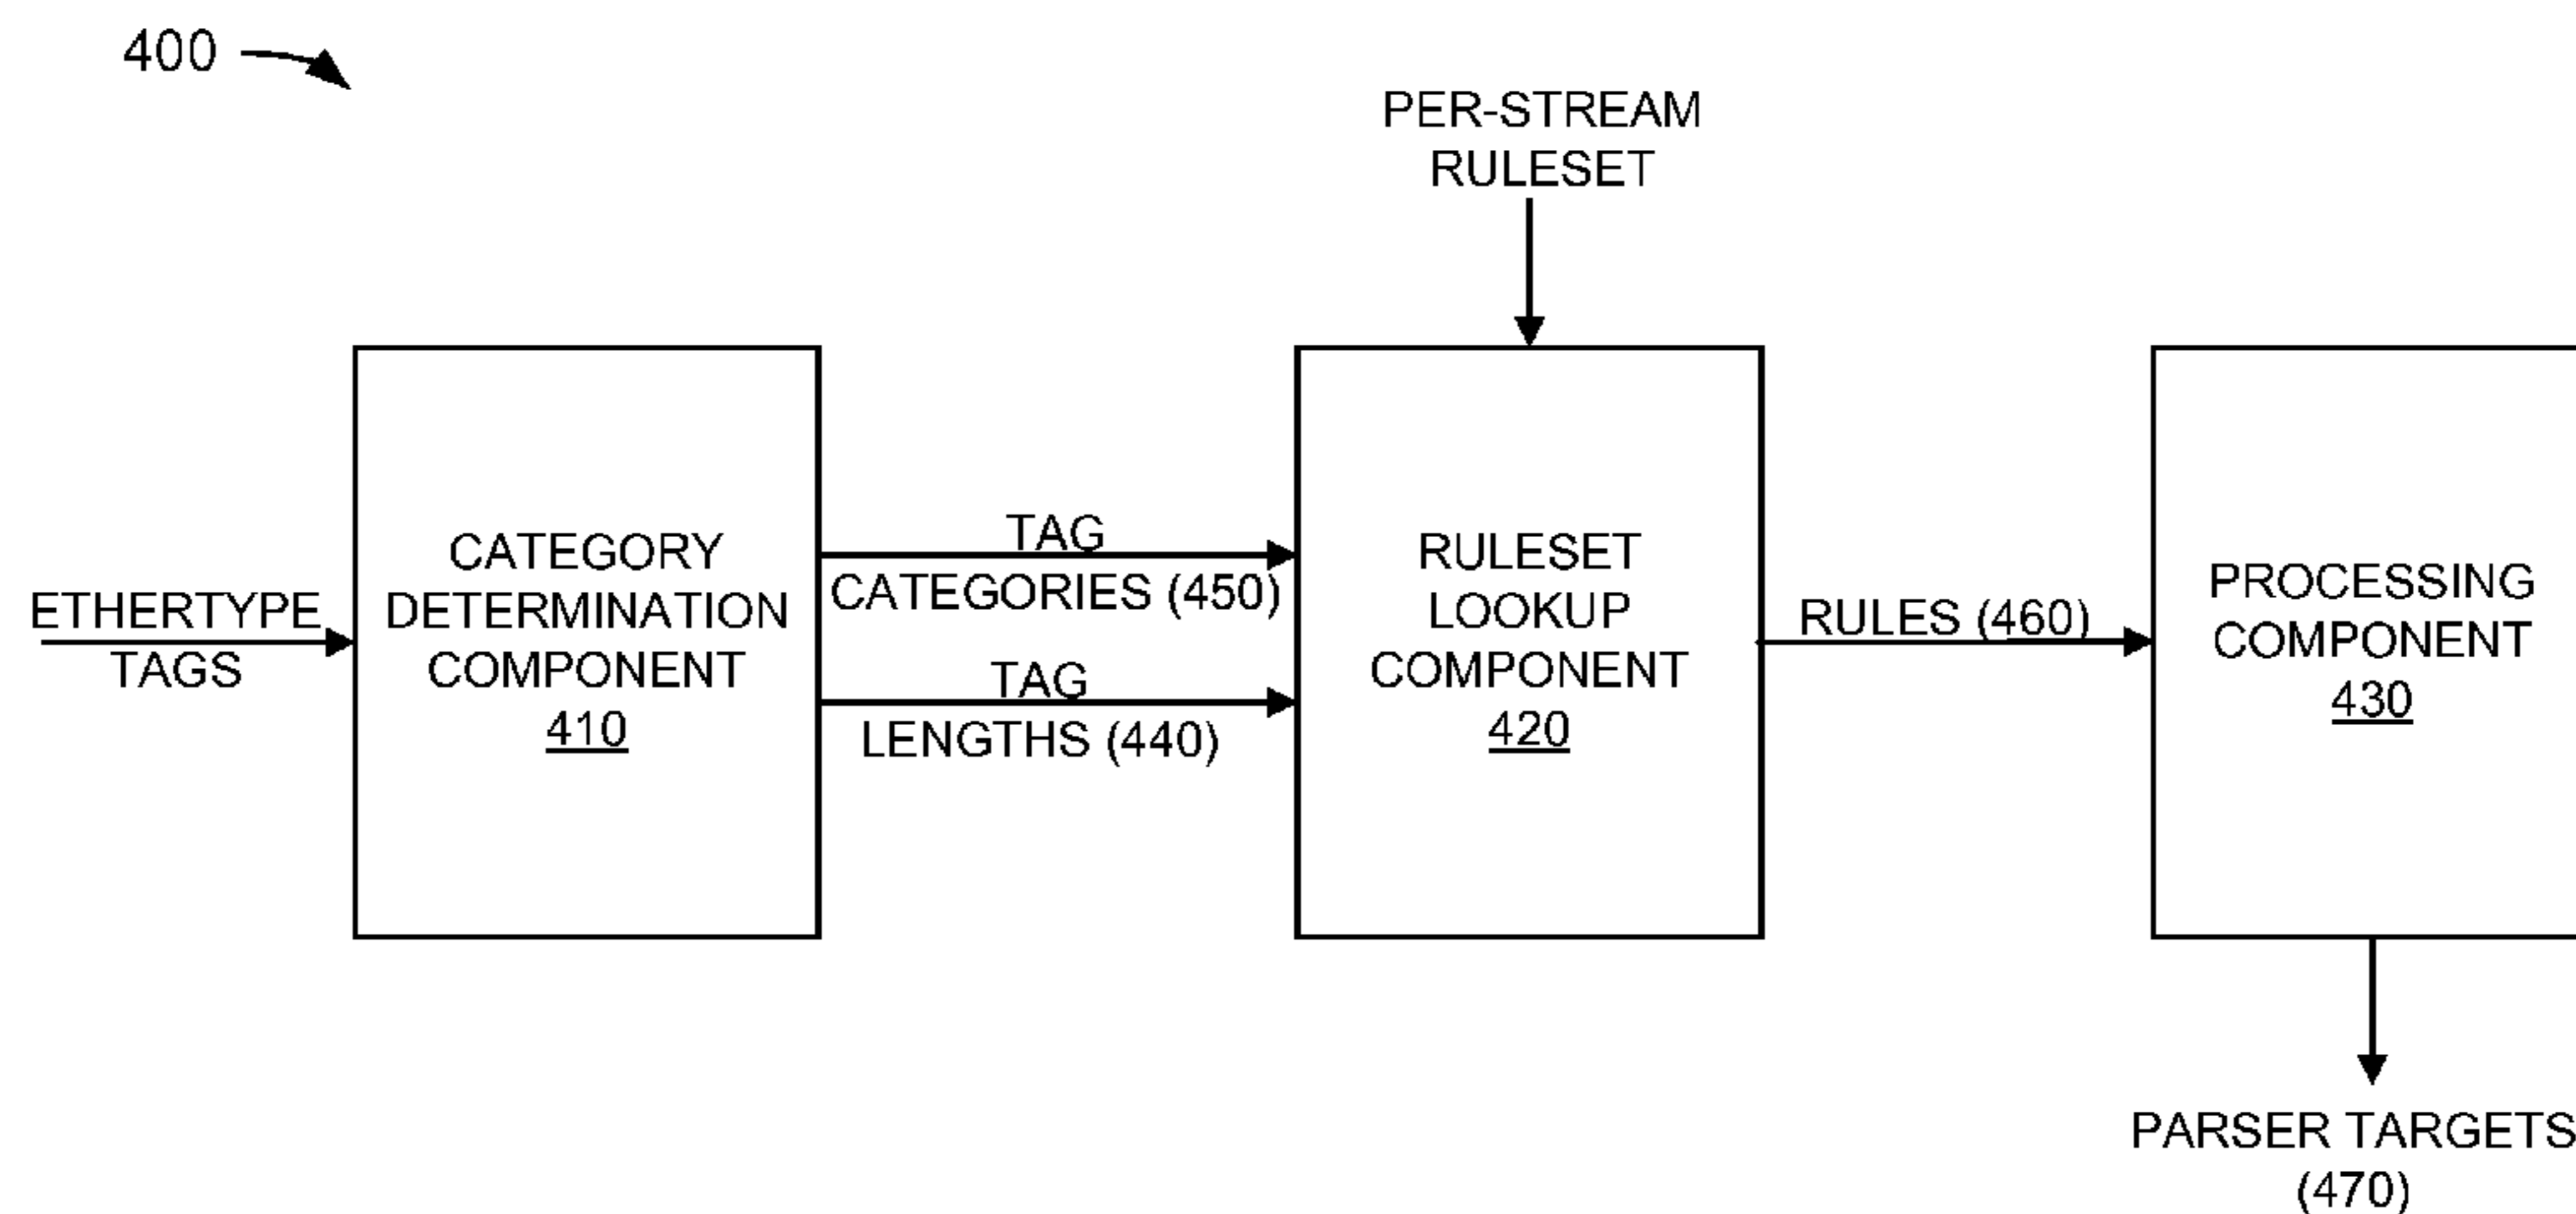 400
PER-STREAM
RULESET
ETHERTYPE
TAGS
CATEGORY
DETERMINATION
COMPONENT
410
TAG
CATEGORIES (450)
TAG
LENGTHS (440)
RULESET
LOOKUP
COMPONENT
420
RULES (460)
PROCESSING
COMPONENT
430
PARSER TARGETS
(470)